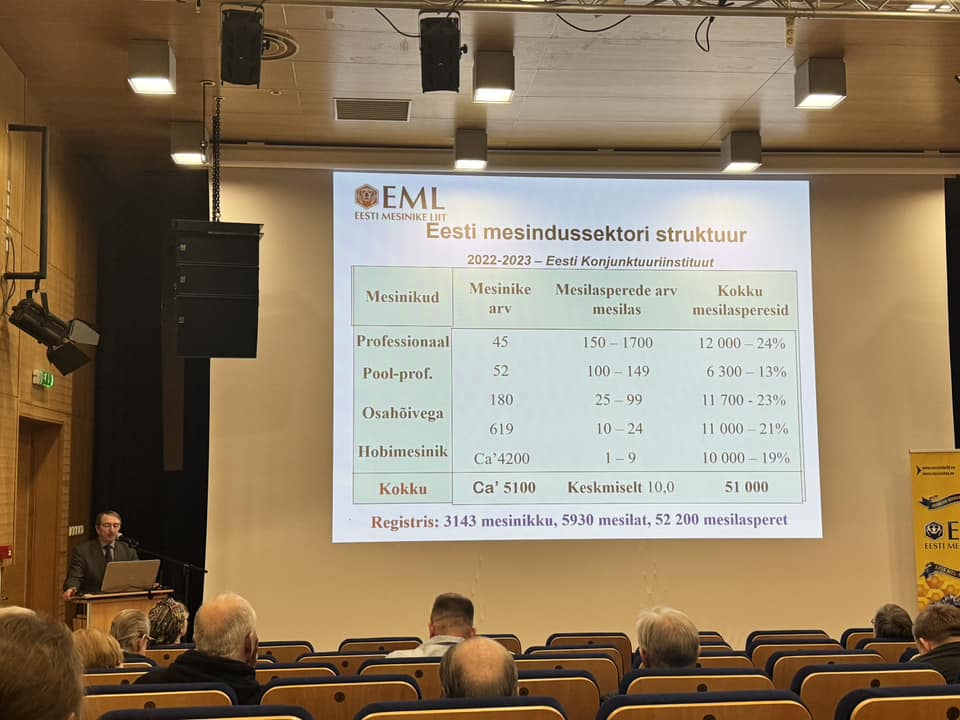 EML
EESTI MESINIKE LIIT
Eesti mesindussektori struktuur
2022-2023 – Eesti Konjunktuuriinstituut
Mesinikud Mesinike arv Mesilasperede arv mesilas Kokku mesilasperesid
Professionaal 45 150 – 1700 12 000 – 24%
Pool-prof. 52 100 – 149 6 300 – 13%
Osahõivega 180 25 – 99 11 700 - 23%
619 10 – 24 11 000 – 21%
Hobimesinik Ca’4200 1 – 9 10 000 – 19%
Kokku Ca’ 5100 Keskmiselt 10,0 51 000
Registris: 3143 mesinikku, 5930 mesilat, 52 200 mesilasperet
EESTI ME